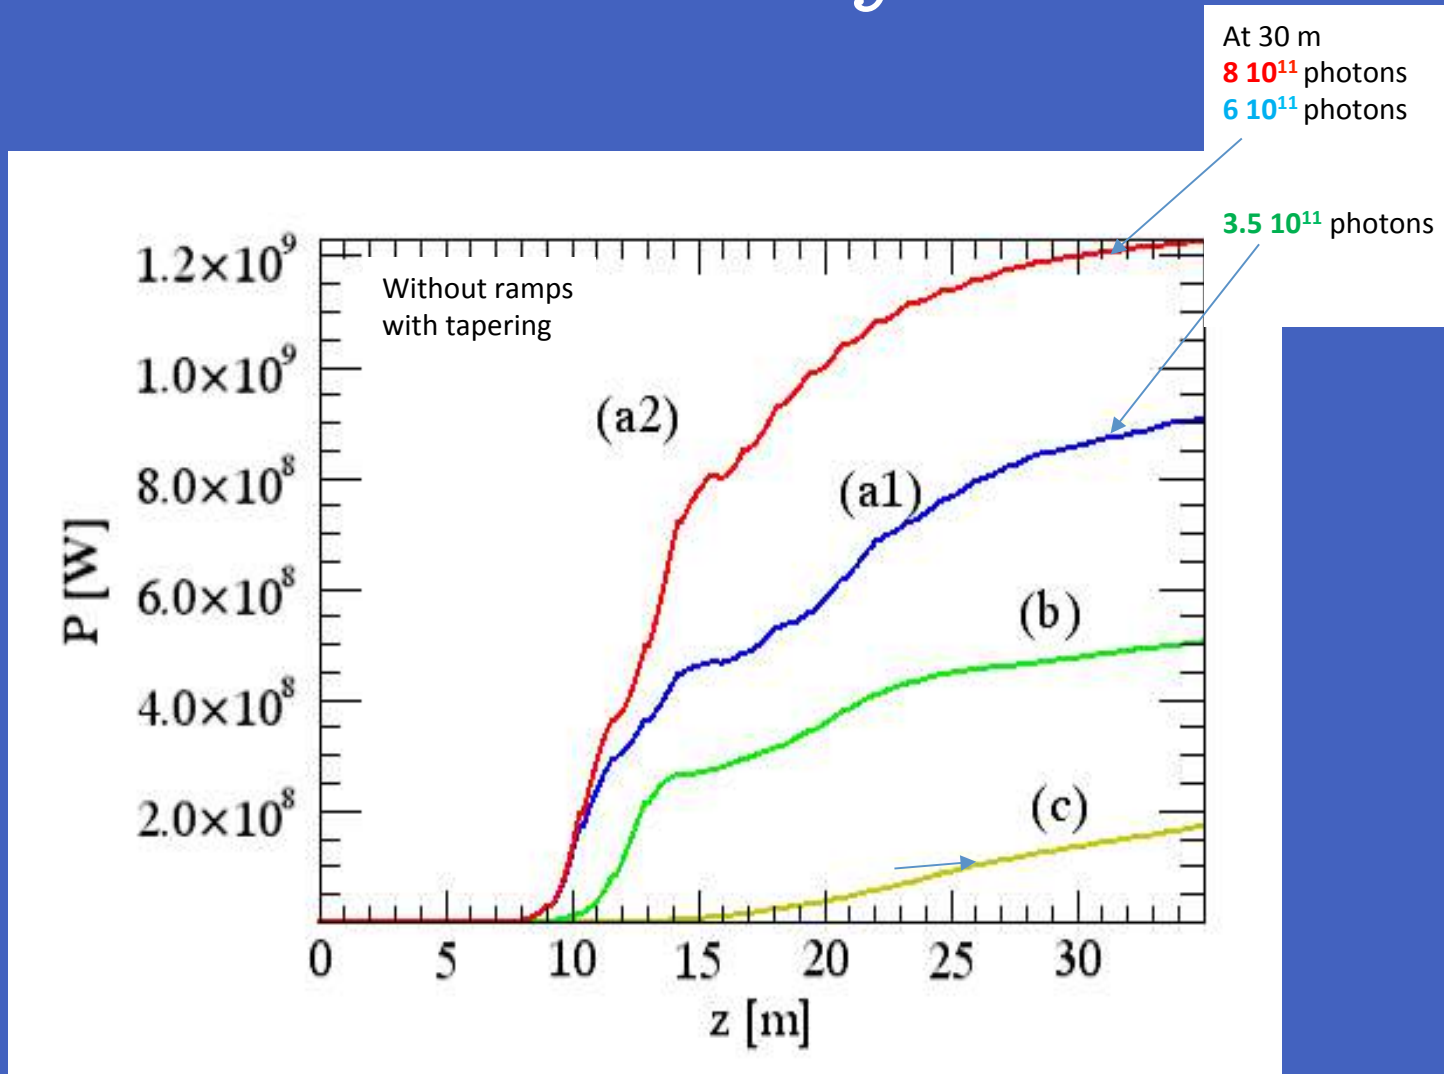 At 30 m
8 10¹¹ photons
6 10¹¹ photons
3.5 10¹¹ photons
Without ramps
with tapering
1.2×10⁹
1.0×10⁹
8.0×10⁸
6.0×10⁸
4.0×10⁸
2.0×10⁸
P [W]
(a2)
(a1)
(b)
(c)
0 5 10 15 20 25 30
z [m]